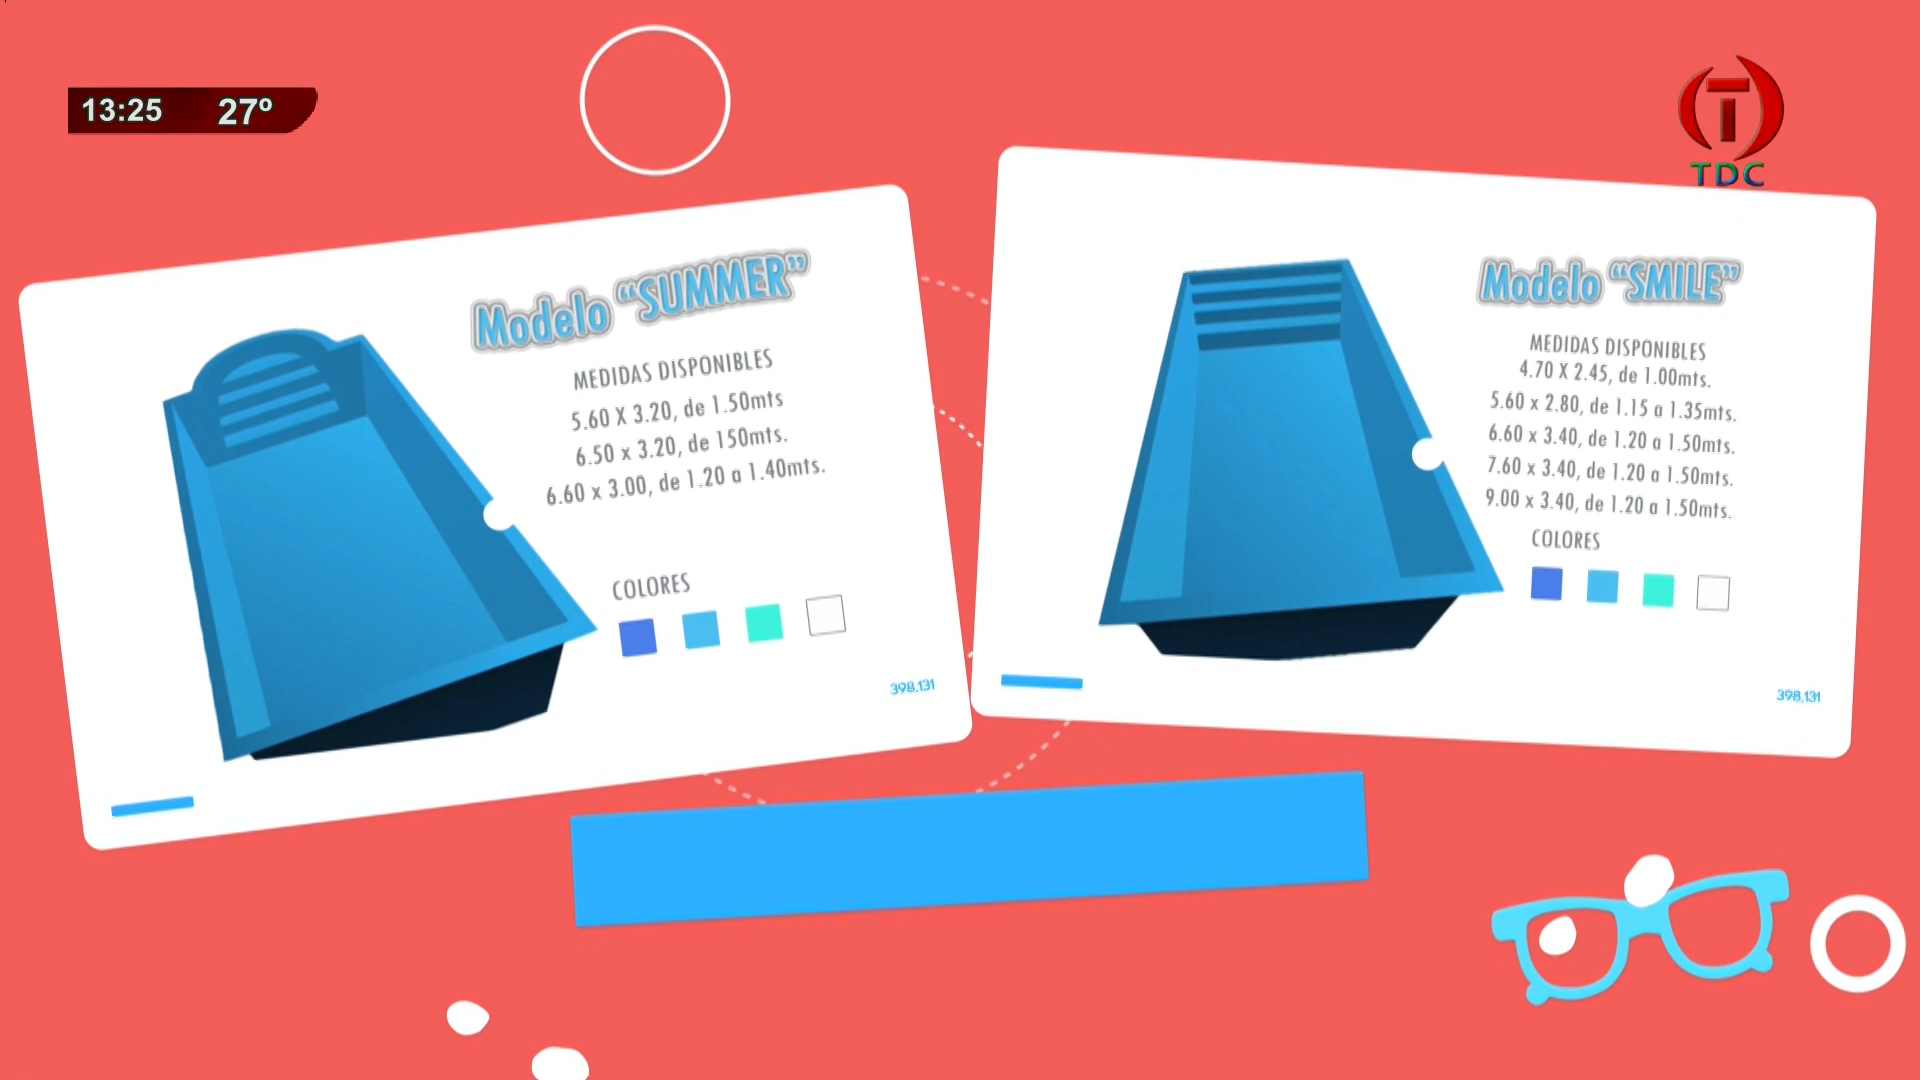 13:25 27º
TDC
Modelo “SUMMER”
MEDIDAS DISPONIBLES
5.60 X 3.20, de 1.50mts
6.50 x 3.20, de 150mts.
6.60 x 3.00, de 1.20 a 1.40mts.
COLORES
398.131
Modelo “SMILE”
MEDIDAS DISPONIBLES
4.70 X 2.45, de 1.00mts.
5.60 x 2.80, de 1.15 a 1.35mts.
6.60 x 3.40, de 1.20 a 1.50mts.
7.60 x 3.40, de 1.20 a 1.50mts.
9.00 x 3.40, de 1.20 a 1.50mts.
COLORES
398.131